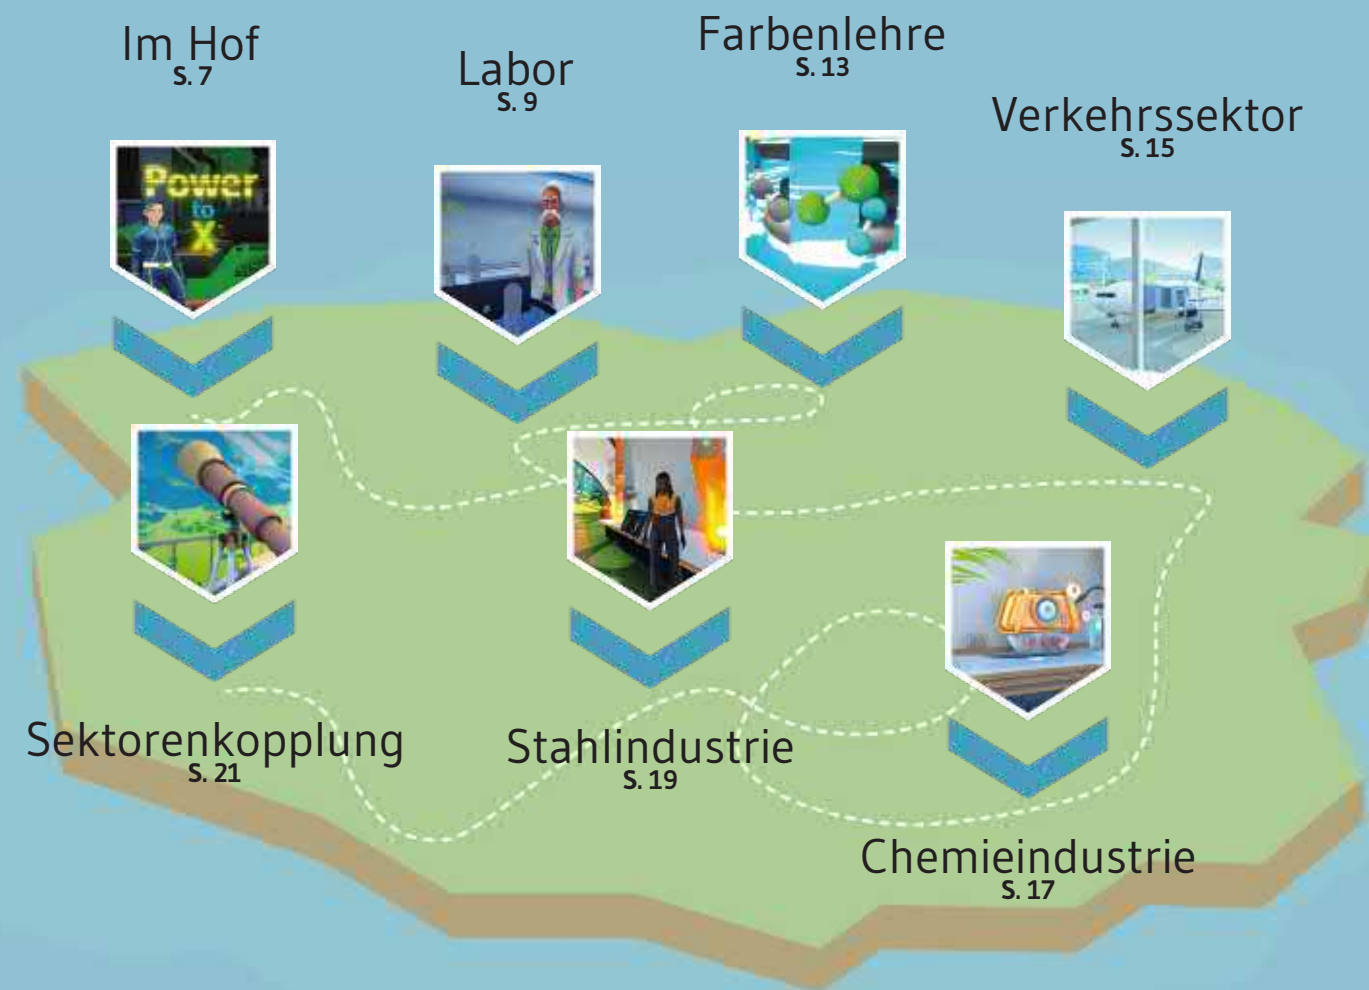 Im Hof
S. 7
Labor
S. 9
Farbenlehre
S. 13
Verkehrssektor
S. 15
Power
to
X
Sektorenkopplung
S. 21
Stahlindustrie
S. 19
Chemieindustrie
S. 17